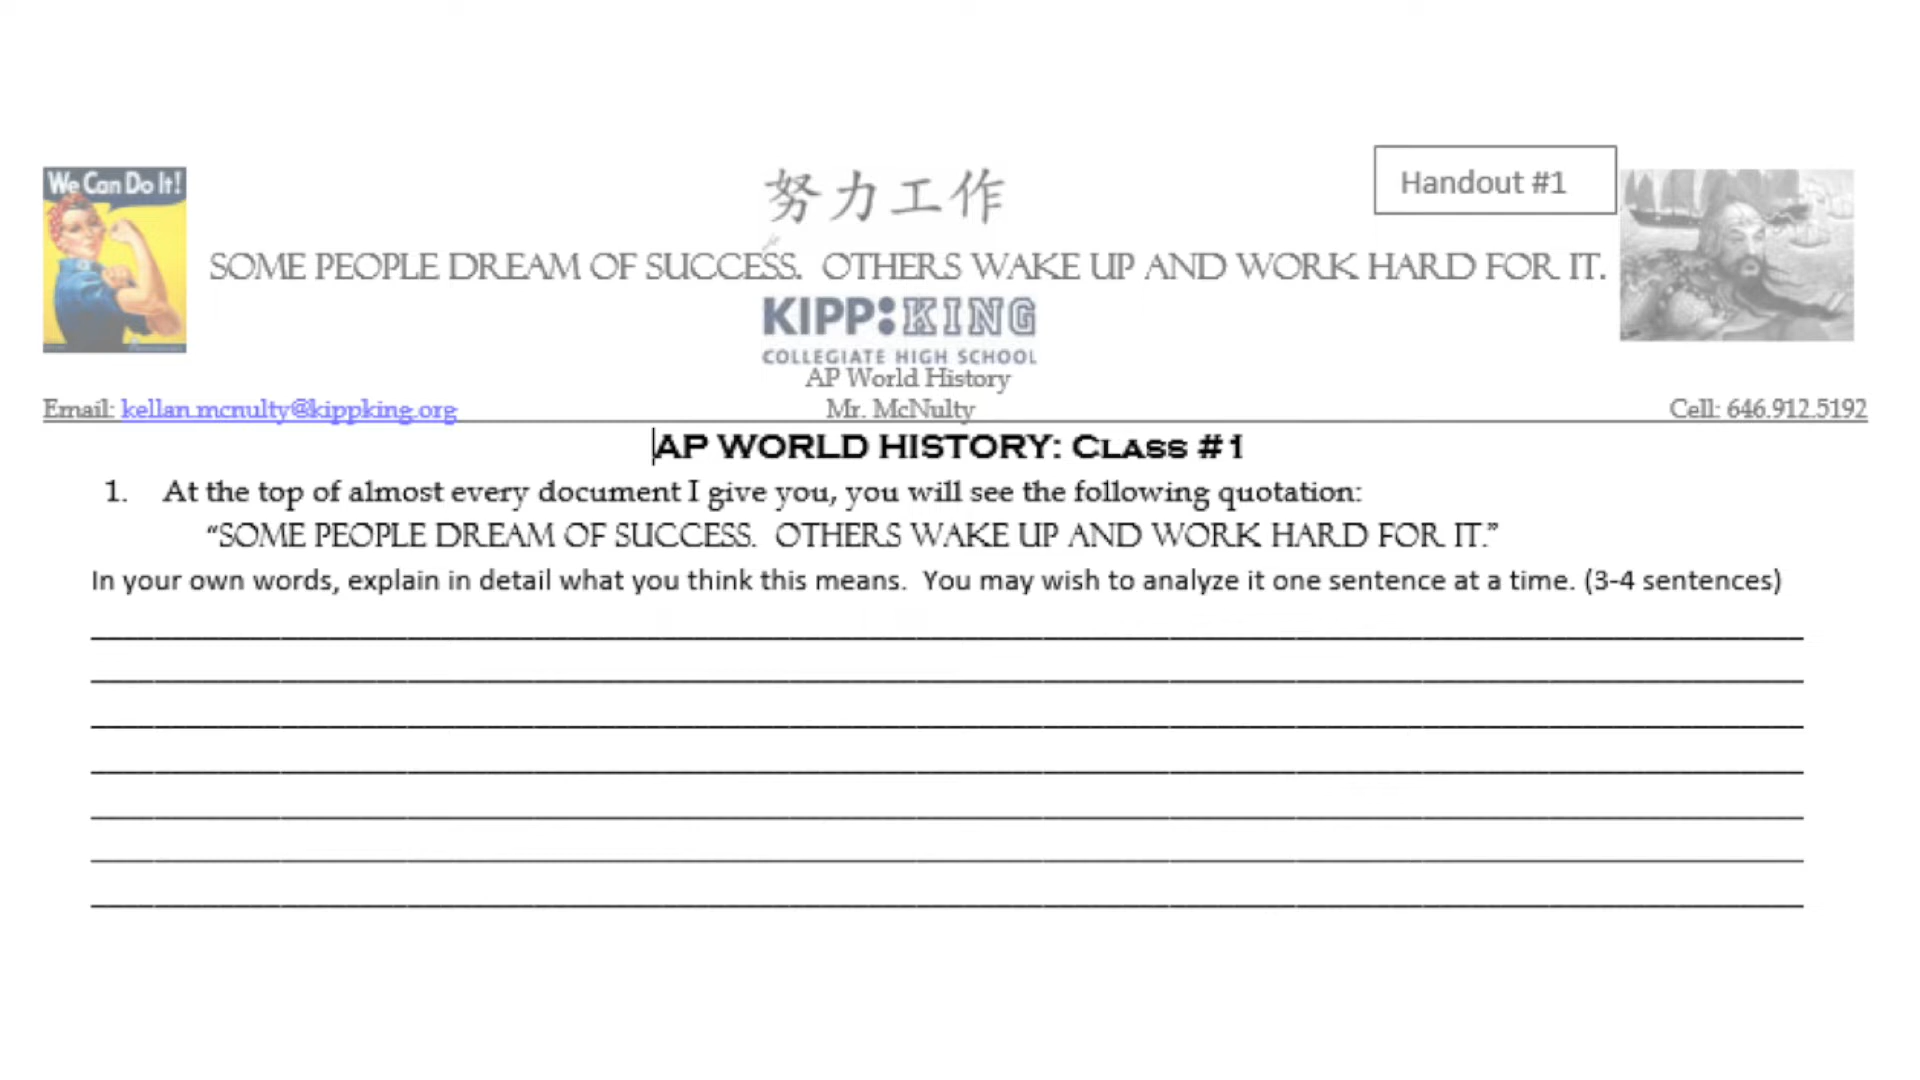 We Can Do It!
努力工作
Handout #1
SOME PEOPLE DREAM OF SUCCESS.  OTHERS WAKE UP AND WORK HARD FOR IT.
KIPP:KING
COLLEGIATE HIGH SCHOOL
AP World History
Email: kellan.mcnulty@kippking.org Mr. McNulty Cell: 646.912.5192
AP WORLD HISTORY: CLASS #1
1. At the top of almost every document I give you, you will see the following quotation:
“SOME PEOPLE DREAM OF SUCCESS.  OTHERS WAKE UP AND WORK HARD FOR IT.”
In your own words, explain in detail what you think this means.  You may wish to analyze it one sentence at a time. (3-4 sentences)